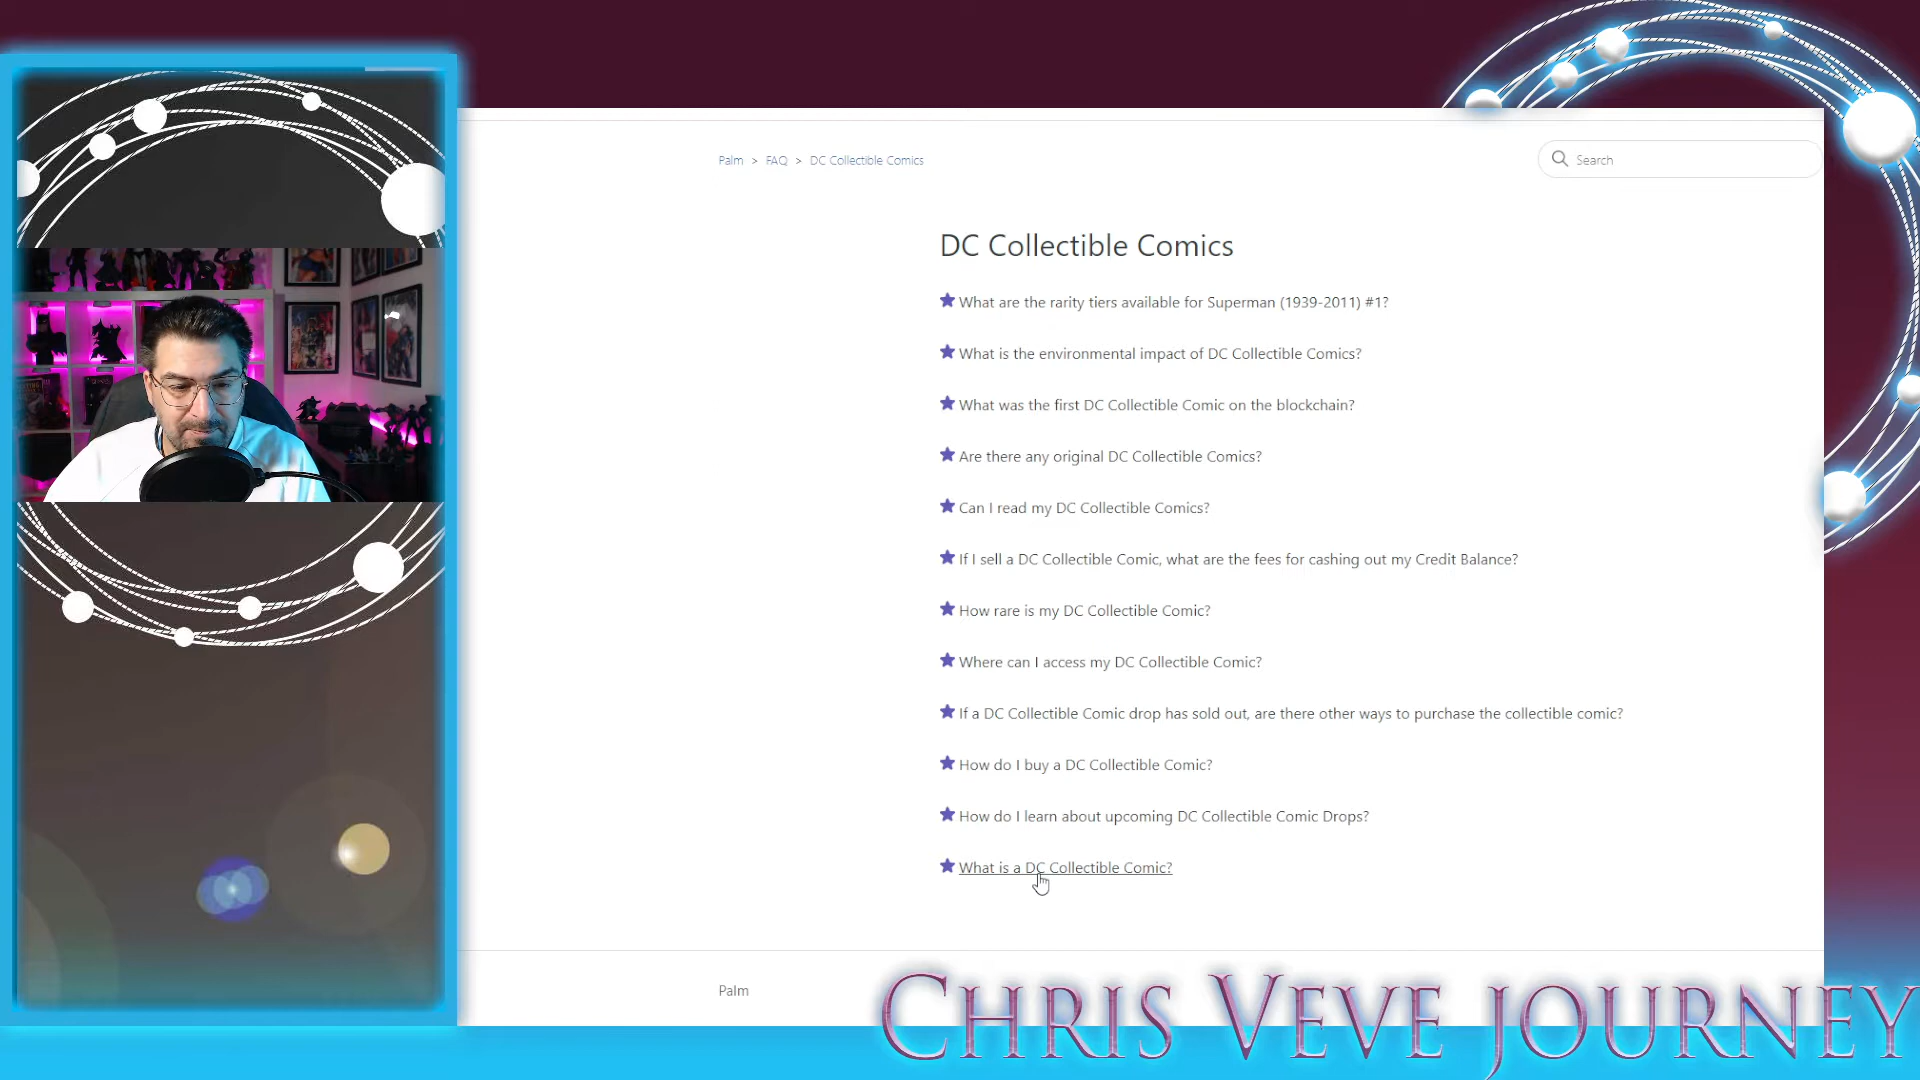 Palm > FAQ > DC Collectible Comics
Search
DC Collectible Comics
What are the rarity tiers available for Superman (1939-2011) #1?
What is the environmental impact of DC Collectible Comics?
What was the first DC Collectible Comic on the blockchain?
Are there any original DC Collectible Comics?
Can I read my DC Collectible Comics?
If I sell a DC Collectible Comic, what are the fees for cashing out my Credit Balance?
How rare is my DC Collectible Comic?
Where can I access my DC Collectible Comic?
If a DC Collectible Comic drop has sold out, are there other ways to purchase the collectible comic?
How do I buy a DC Collectible Comic?
How do I learn about upcoming DC Collectible Comic Drops?
What is a DC Collectible Comic?
Palm
Chris Veve Journey